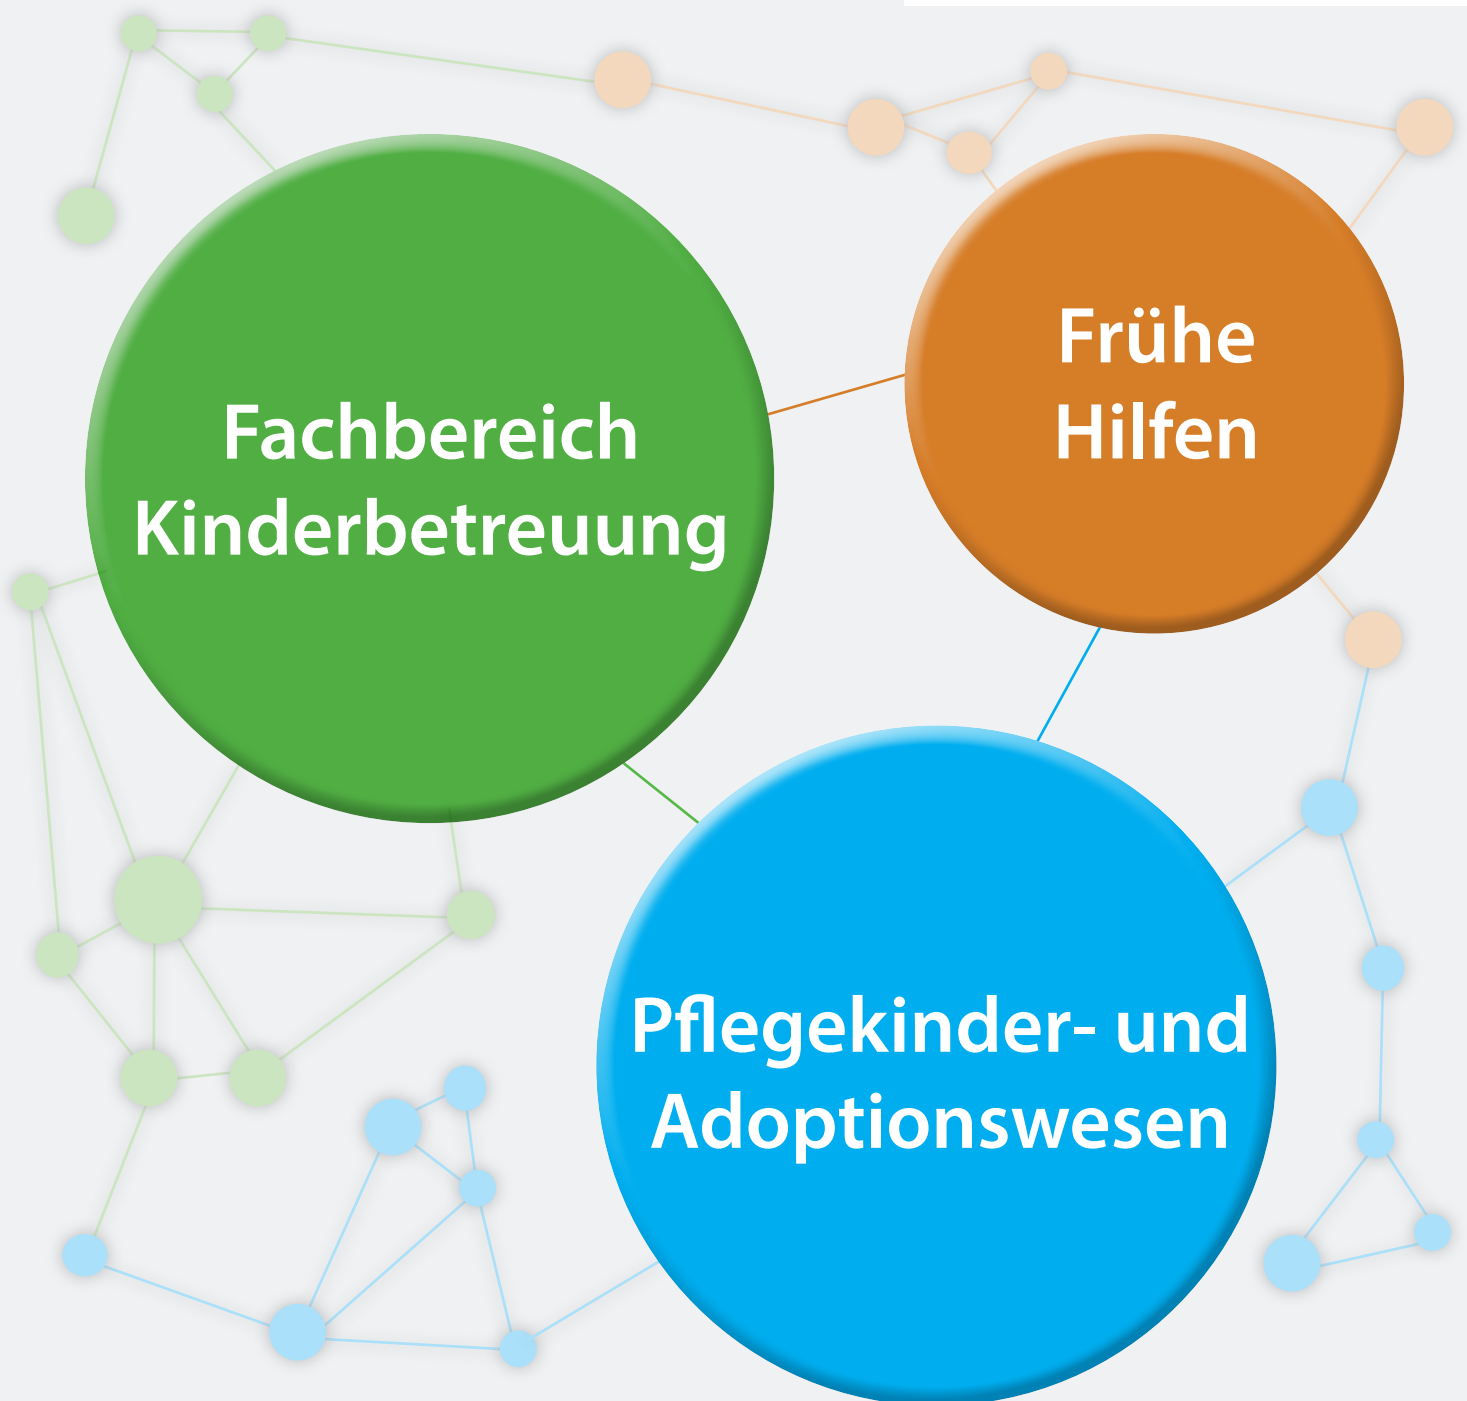 Fachbereich
Kinderbetreuung
Frühe
Hilfen
Pflegekinder- und
Adoptionswesen